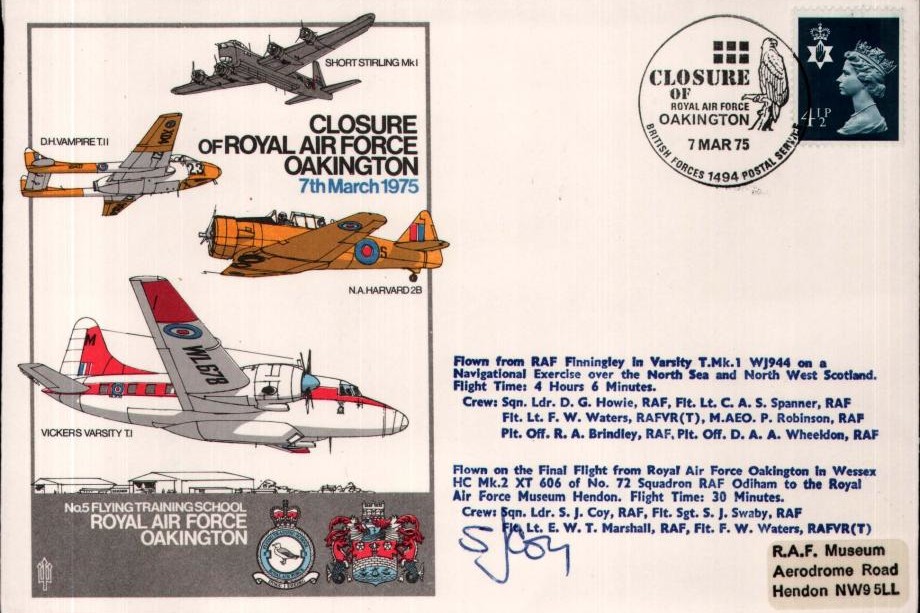 SHORT STIRLING Mk I
CLOSURE
OF ROYAL AIR FORCE
OAKINGTON
7th March 1975
D.H. VAMPIRE T.11
23
S
N.A. HARVARD 2B
M
WL678
VICKERS VARSITY T.1
No.5 FLYING TRAINING SCHOOL
ROYAL AIR FORCE
OAKINGTON
CLOSURE
OF
ROYAL AIR FORCE
OAKINGTON
7 MAR 75
BRITISH FORCES 1494 POSTAL SERVICE
4½P
Flown from RAF Finningley in Varsity T.Mk.1 WJ944 on a
Navigational Exercise over the North Sea and North West Scotland.
Flight Time: 4 Hours 6 Minutes.
Crew: Sqn. Ldr. D. G. Howie, RAF, Flt. Lt. C. A. S. Spanner, RAF
Flt. Lt. F. W. Waters, RAFVR(T), M.AEO. P. Robinson, RAF
Plt. Off. R. A. Brindley, RAF, Plt. Off. D. A. A. Wheeldon, RAF
Flown on the Final Flight from Royal Air Force Oakington in Wessex
HC Mk.2 XT 606 of No. 72 Squadron RAF Odiham to the Royal
Air Force Museum Hendon. Flight Time: 30 Minutes.
Crew: Sqn. Ldr. S. J. Coy, RAF, Flt. Sgt. S. J. Swaby, RAF
Flt. Lt. E. W. T. Marshall, RAF, Flt. F. W. Waters, RAFVR(T)
S J Coy
R.A.F. Museum
Aerodrome Road
Hendon NW9 5LL